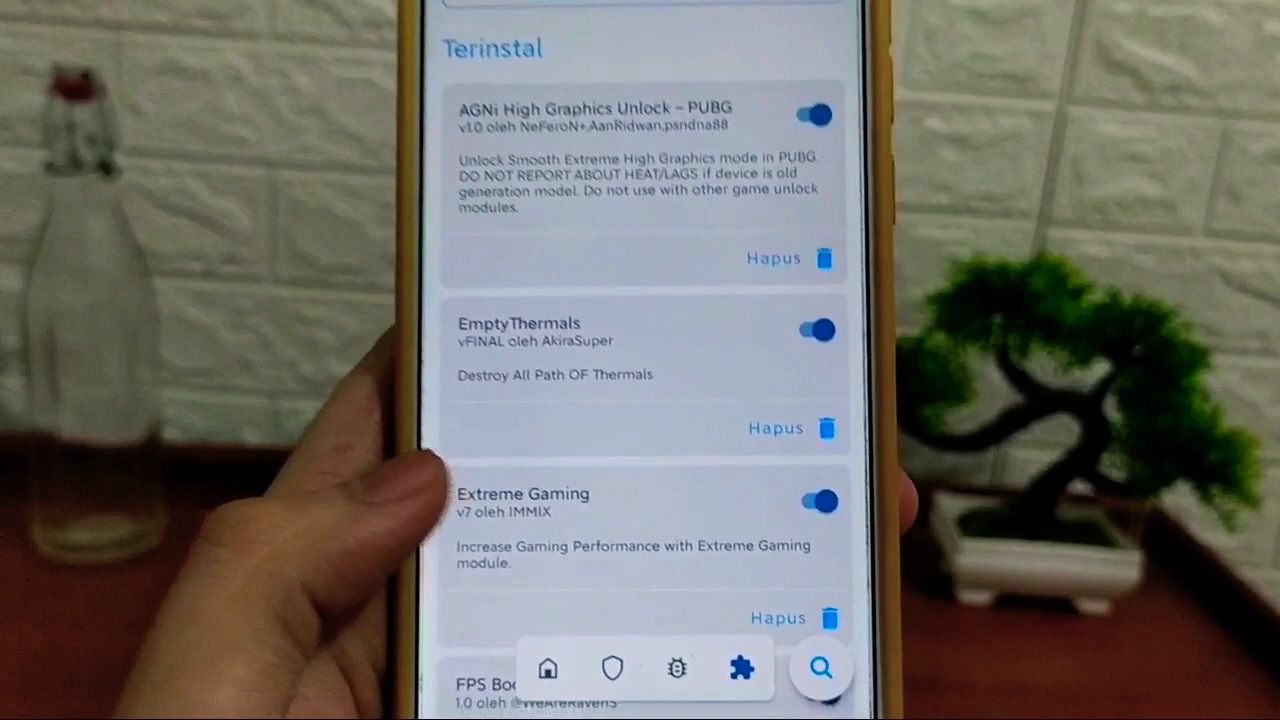 Terinstal
AGNi High Graphics Unlock – PUBG
v1.0 oleh NeFeroN+,AanRidwan,psndna88
Unlock Smooth Extreme High Graphics mode in PUBG.
DO NOT REPORT ABOUT HEAT/LAGS if device is old
generation model. Do not use with other game unlock
modules.
Hapus
EmptyThermals
vFINAL oleh AkiraSuper
Destroy All Path OF Thermals
Hapus
Extreme Gaming
v7 oleh IMMIX
Increase Gaming Performance with Extreme Gaming
module.
Hapus
FPS
1.0 oleh